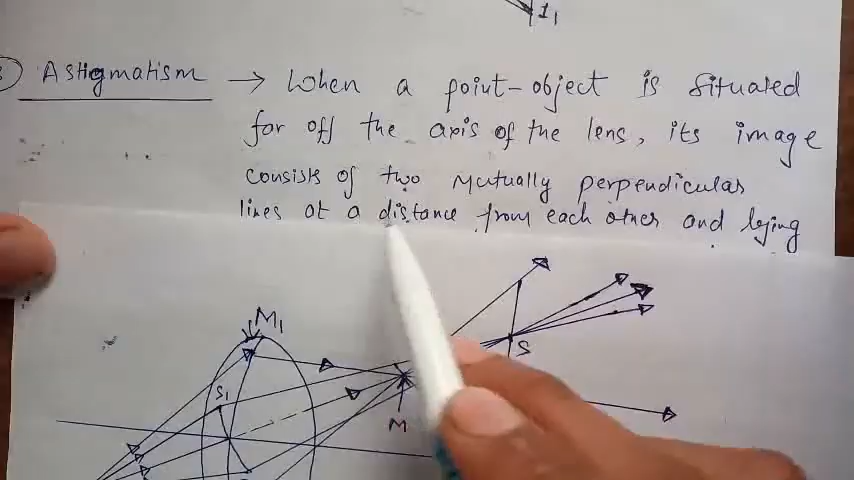 I1
Astigmatism → When a point-object is situated
far off the axis of the lens, its image
consists of two mutually perpendicular
lines at a distance from each other and lying
M1
S
S1
M